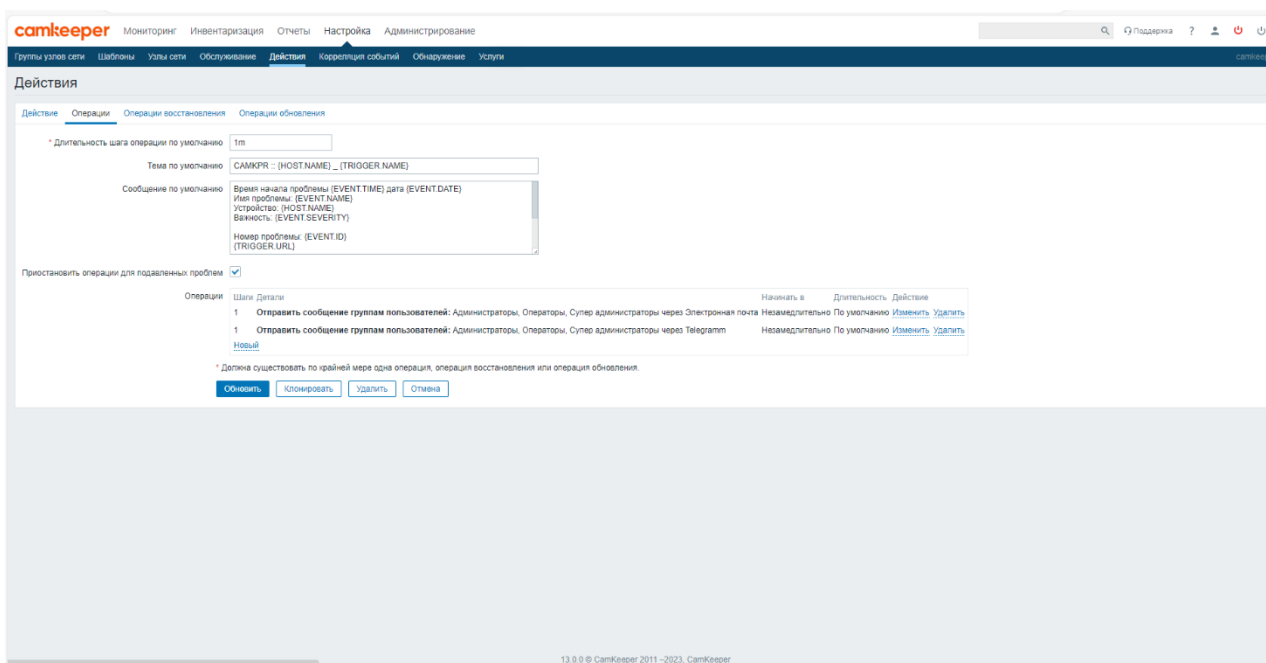 camkeeper Мониторинг Инвентаризация Отчеты Настройка Администрирование Поддержка ?
Группы узлов сети Шаблоны Узлы сети Обслуживание Действия Корреляция событий Обнаружение Услуги camkeep
Действия
Действие Операции Операции восстановления Операции обновления
* Длительность шага операции по умолчанию 1m
Тема по умолчанию CAMKPR :: {HOST.NAME} _ {TRIGGER.NAME}
Сообщение по умолчанию Время начала проблемы {EVENT.TIME} дата {EVENT.DATE}
Имя проблемы: {EVENT.NAME}
Устройство: {HOST.NAME}
Важность: {EVENT.SEVERITY}
Номер проблемы: {EVENT.ID}
{TRIGGER.URL}
Приостановить операции для подавленных проблем
Операции Шаги Детали Начинать в Длительность Действие
1 Отправить сообщение группам пользователей: Администраторы, Операторы, Супер администраторы через Электронная почта Незамедлительно По умолчанию Изменить Удалить
1 Отправить сообщение группам пользователей: Администраторы, Операторы, Супер администраторы через Telegramm Незамедлительно По умолчанию Изменить Удалить
Новый
* Должна существовать по крайней мере одна операция, операция восстановления или операция обновления.
Обновить Клонировать Удалить Отмена
13.0.0 © CamKeeper 2011 –2023, CamKeeper